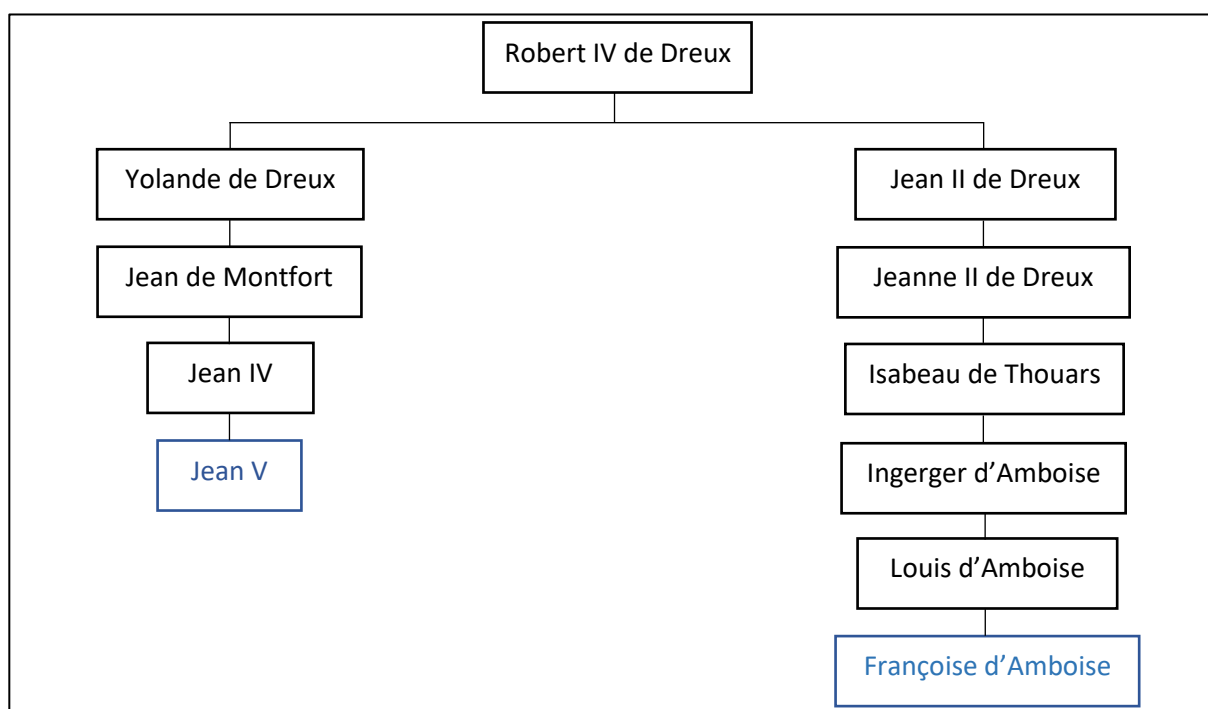 Robert IV de Dreux
Yolande de Dreux
Jean II de Dreux
Jean de Montfort
Jeanne II de Dreux
Jean IV
Isabeau de Thouars
Jean V
Ingerger d’Amboise
Louis d’Amboise
Françoise d’Amboise